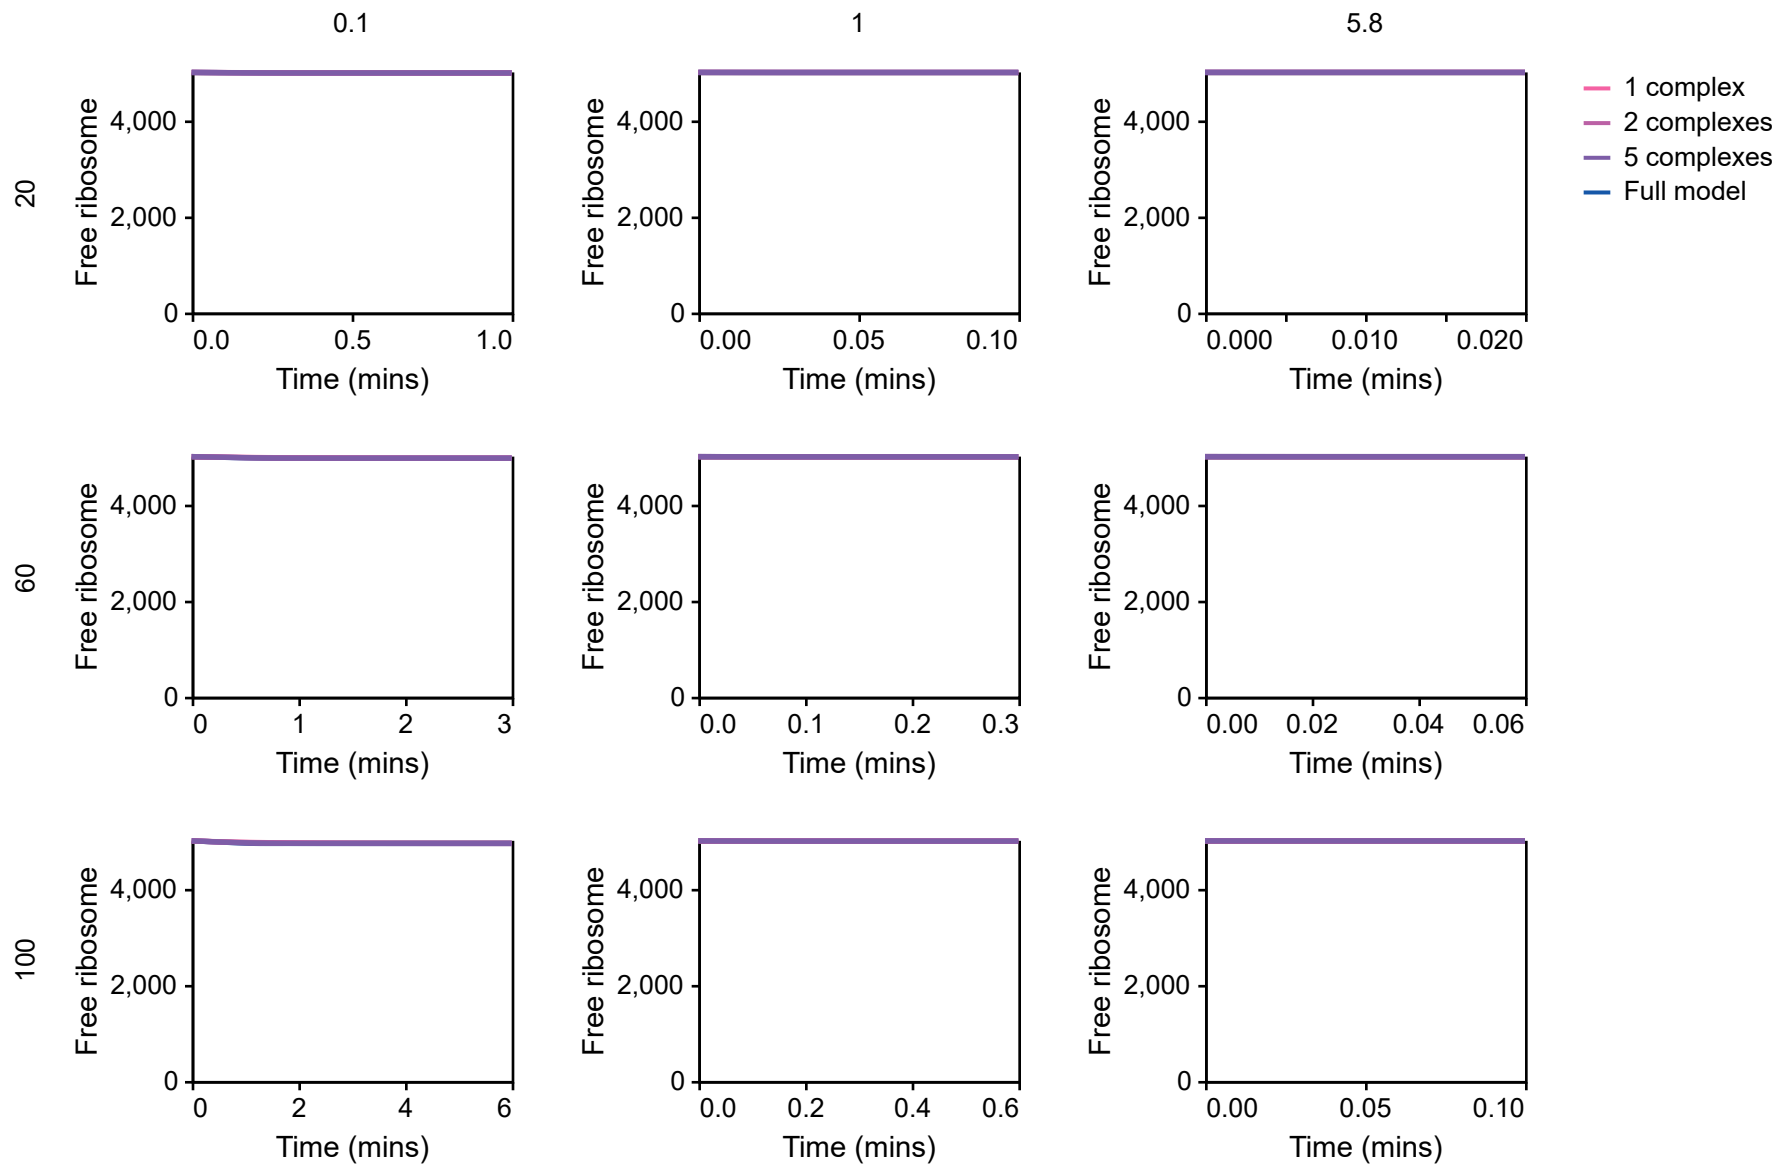 0.1
1
5.8
20
Free ribosome
4,000
2,000
0
0.0
0.5
1.0
Time (mins)
Free ribosome
4,000
2,000
0
0.00
0.05
0.10
Time (mins)
Free ribosome
4,000
2,000
0
0.000
0.010
0.020
Time (mins)
1 complex
2 complexes
5 complexes
Full model
60
Free ribosome
4,000
2,000
0
0
1
2
3
Time (mins)
Free ribosome
4,000
2,000
0
0.0
0.1
0.2
0.3
Time (mins)
Free ribosome
4,000
2,000
0
0.00
0.02
0.04
0.06
Time (mins)
100
Free ribosome
4,000
2,000
0
0
2
4
6
Time (mins)
Free ribosome
4,000
2,000
0
0.0
0.2
0.4
0.6
Time (mins)
Free ribosome
4,000
2,000
0
0.00
0.05
0.10
Time (mins)